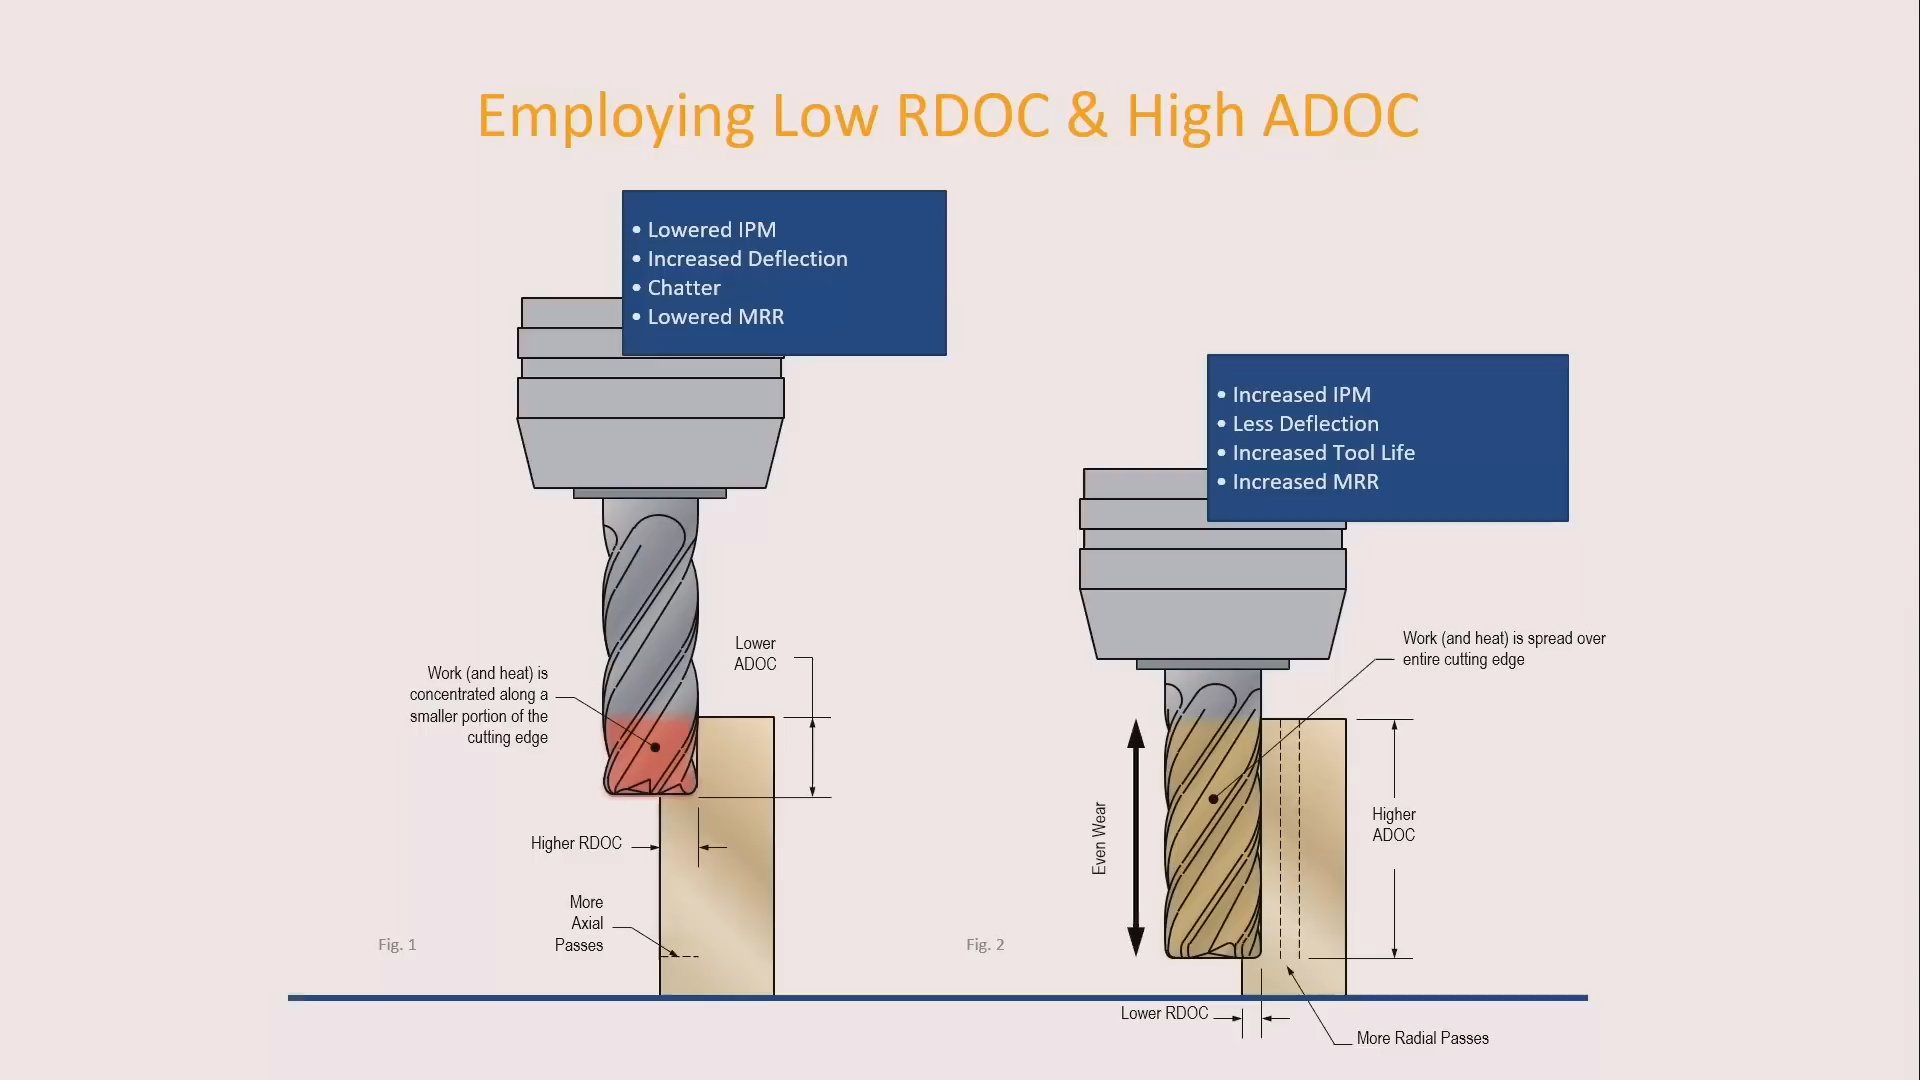 Employing Low RDOC & High ADOC
• Lowered IPM
• Increased Deflection
• Chatter
• Lowered MRR
• Increased IPM
• Less Deflection
• Increased Tool Life
• Increased MRR
Work (and heat) is
concentrated along a
smaller portion of the
cutting edge
Lower
ADOC
Higher RDOC
More
Axial
Passes
Fig. 1
Work (and heat) is spread over
entire cutting edge
Even Wear
Higher
ADOC
Fig. 2
Lower RDOC
More Radial Passes